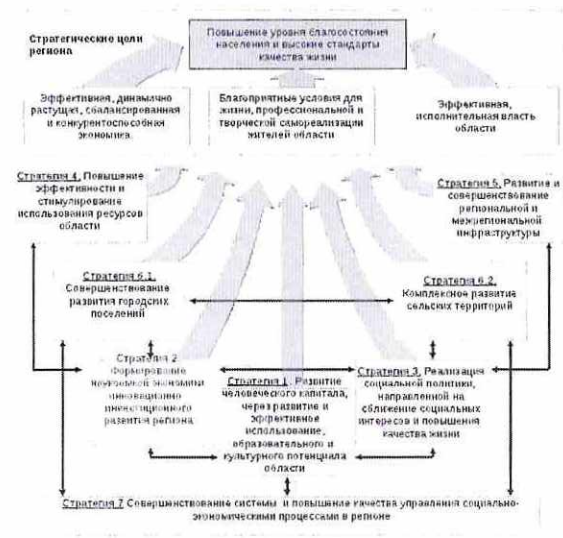 Стратегические цели
региона
Повышение уровня благосостояния
населения и высокие стандарты
качества жизни
Эффективная, динамично
растущая, сбалансированная
и конкурентоспособная
экономика.
Благоприятные условия для
жизни, профессиональной и
творческой самореализации
жителей области
Эффективная,
исполнительная власть
области
Стратегия 4. Повышение
эффективности и
стимулирование
использования ресурсов
области
Стратегия 5. Развитие и
совершенствование
региональной и
межрегиональной
инфраструктуры
Стратегия 6.1.
Совершенствование
развития городских
поселений
Стратегия 6.2.
Комплексное развитие
сельских территорий
Стратегия 2
Формирование
наукоемкой экономики
инновационно
инвестиционного
развития региона
Стратегия 1. Развитие
человеческого капитала,
через развитие и
эффективное
использование,
образовательного и
культурного потенциала
области
Стратегия 3. Реализация
социальной политики,
направленной на
сближение социальных
интересов и повышения
качества жизни
Стратегия 7 Совершенствование системы и повышение качества управления социально-
экономическими процессами в регионе